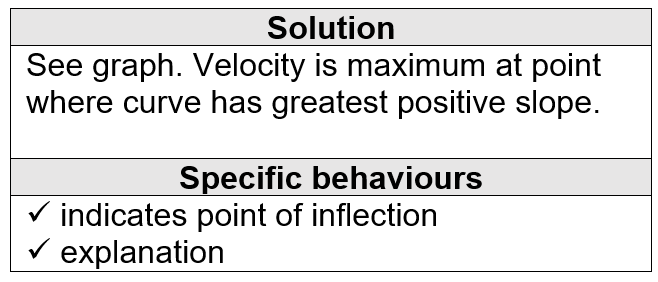 Solution
See graph. Velocity is maximum at point
where curve has greatest positive slope.
Specific behaviours
✓ indicates point of inflection
✓ explanation